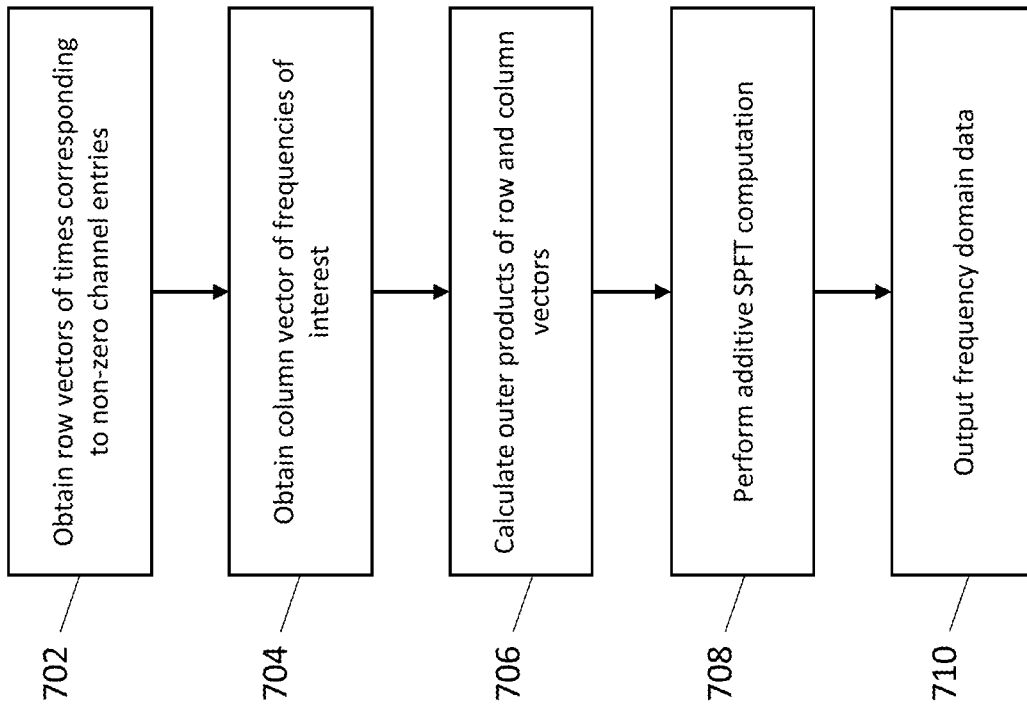 702
Obtain row vectors of times corresponding
to non-zero channel entries
704
Obtain column vector of frequencies of
interest
706
Calculate outer products of row and column
vectors
708
Perform additive SPFT computation
710
Output frequency domain data